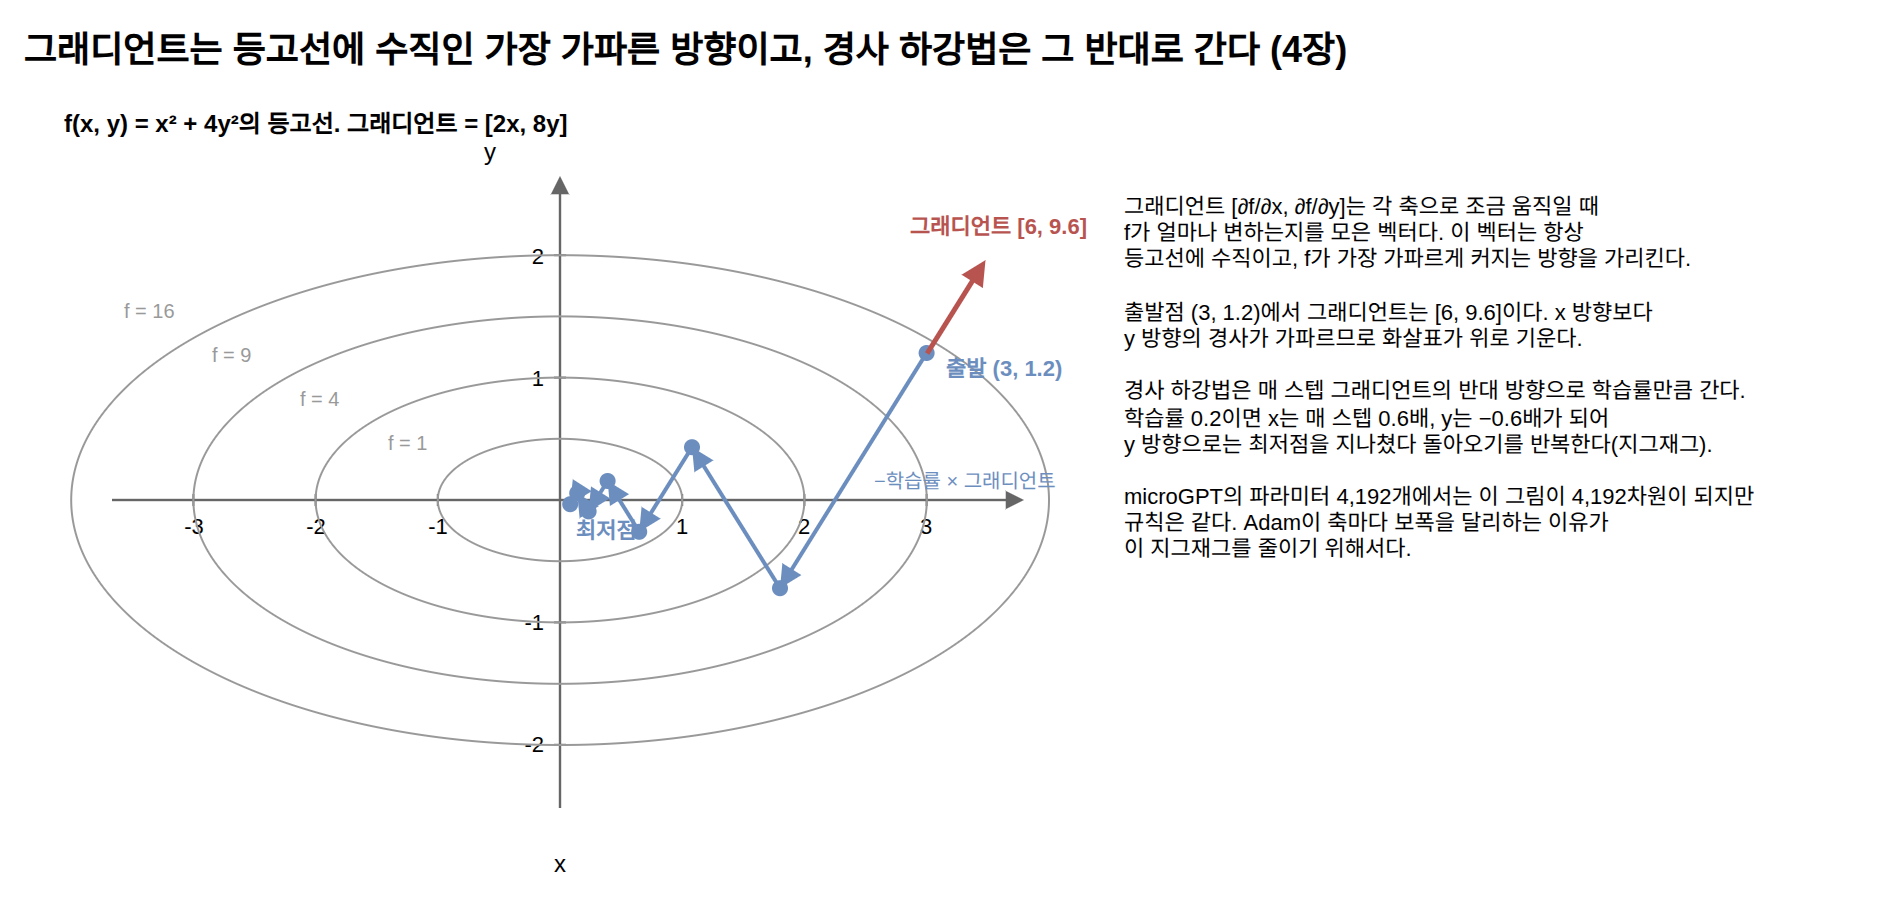 그래디언트는 등고선에 수직인 가장 가파른 방향이고, 경사 하강법은 그 반대로 간다 (4장)
f(x, y) = x² + 4y²의 등고선. 그래디언트 = [2x, 8y]
y
그래디언트 [6, 9.6]
2
f = 16
f = 9
출발 (3, 1.2)
1
f = 4
f = 1
−학습률 × 그래디언트
-3
-2
-1
최저점
1
2
3
-1
-2
x
그래디언트 [∂f/∂x, ∂f/∂y]는 각 축으로 조금 움직일 때
f가 얼마나 변하는지를 모은 벡터다. 이 벡터는 항상
등고선에 수직이고, f가 가장 가파르게 커지는 방향을 가리킨다.
출발점 (3, 1.2)에서 그래디언트는 [6, 9.6]이다. x 방향보다
y 방향의 경사가 가파르므로 화살표가 위로 기운다.
경사 하강법은 매 스텝 그래디언트의 반대 방향으로 학습률만큼 간다.
학습률 0.2이면 x는 매 스텝 0.6배, y는 −0.6배가 되어
y 방향으로는 최저점을 지나쳤다 돌아오기를 반복한다(지그재그).
microGPT의 파라미터 4,192개에서는 이 그림이 4,192차원이 되지만
규칙은 같다. Adam이 축마다 보폭을 달리하는 이유가
이 지그재그를 줄이기 위해서다.